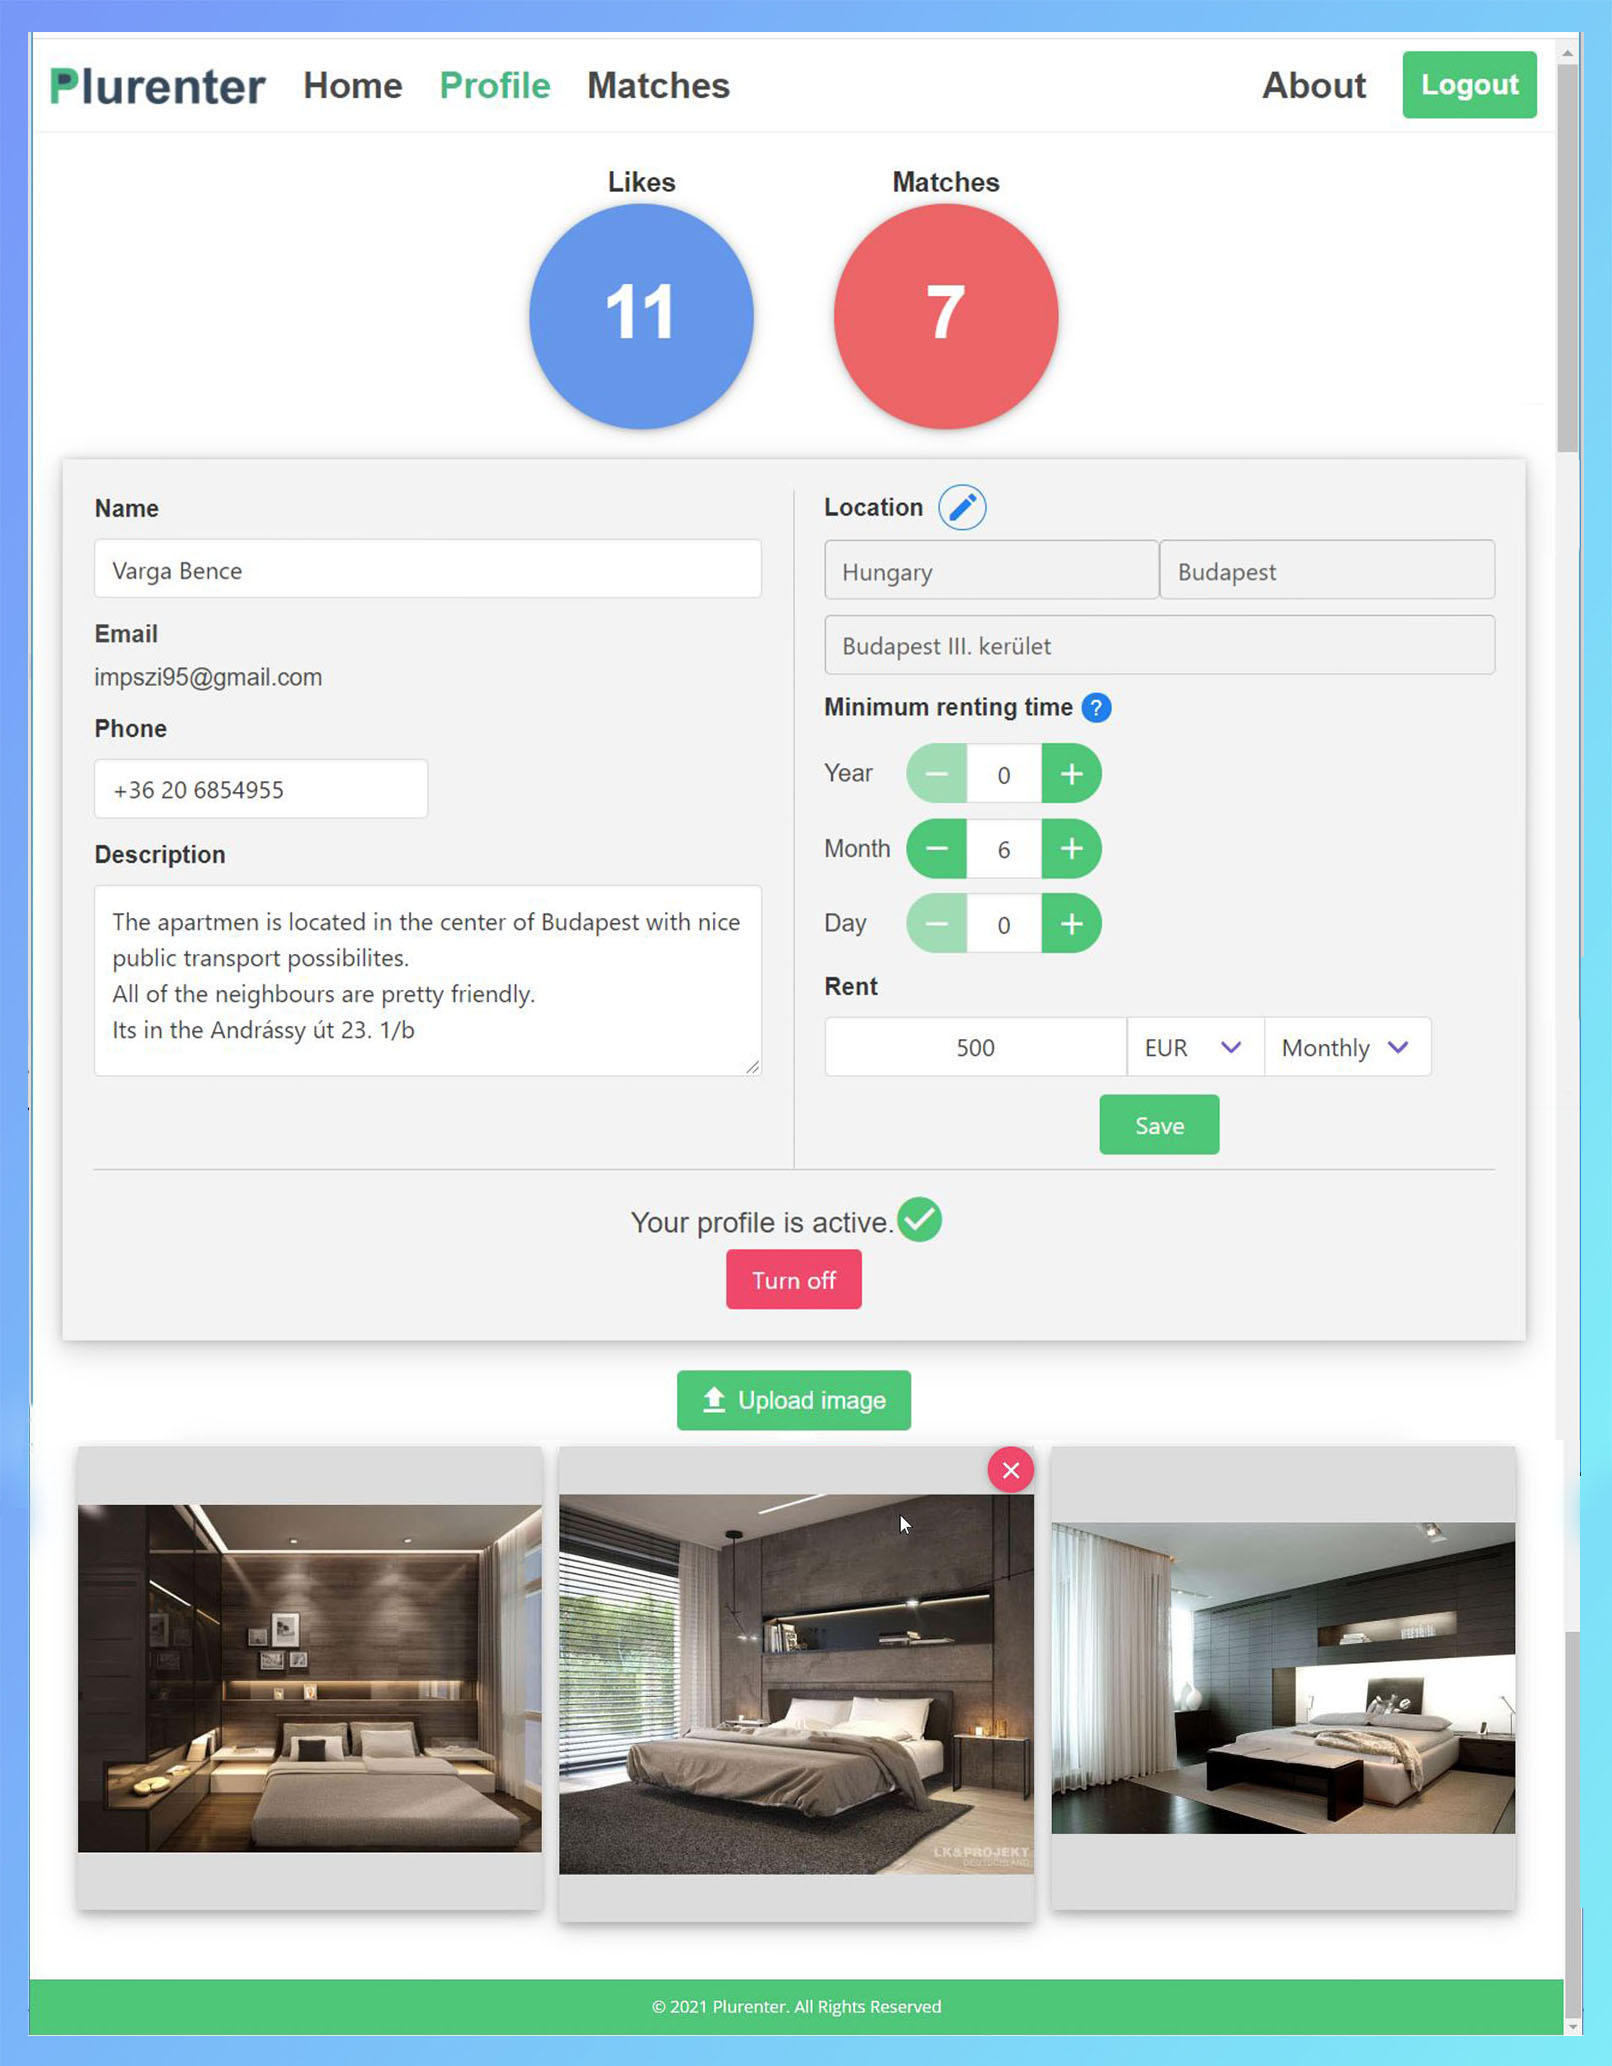 Plurenter Home Profile Matches About Logout
Likes Matches
11 7
Name
Varga Bence
Email
impszi95@gmail.com
Phone
+36 20 6854955
Description
The apartmen is located in the center of Budapest with nice
public transport possibilites.
All of the neighbours are pretty friendly.
Its in the Andrássy út 23. 1/b
Location
Hungary Budapest
Budapest III. kerület
Minimum renting time ?
Year − 0 +
Month − 6 +
Day − 0 +
Rent
500 EUR Monthly
Save
Your profile is active.
Turn off
Upload image
LK&PROJEKT
DEUTSCHLAND
© 2021 Plurenter. All Rights Reserved